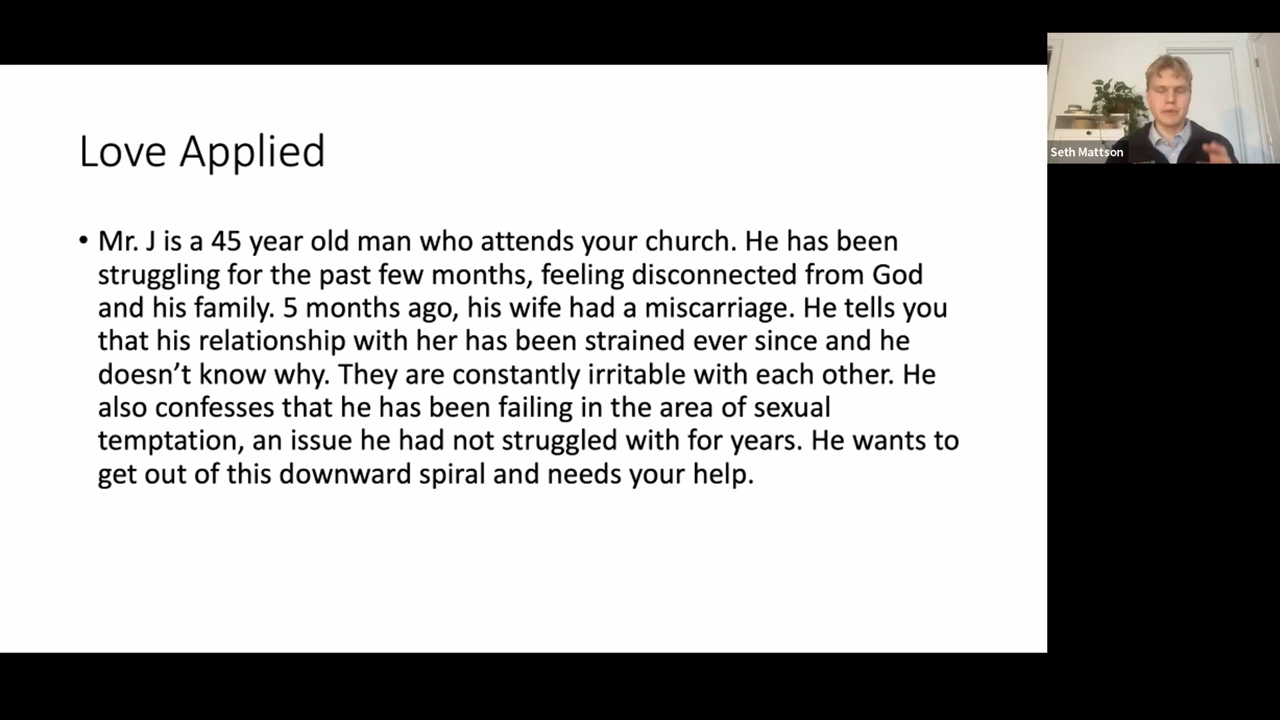 Love Applied
• Mr. J is a 45 year old man who attends your church. He has been
struggling for the past few months, feeling disconnected from God
and his family. 5 months ago, his wife had a miscarriage. He tells you
that his relationship with her has been strained ever since and he
doesn’t know why. They are constantly irritable with each other. He
also confesses that he has been failing in the area of sexual
temptation, an issue he had not struggled with for years. He wants to
get out of this downward spiral and needs your help.
Seth Mattson